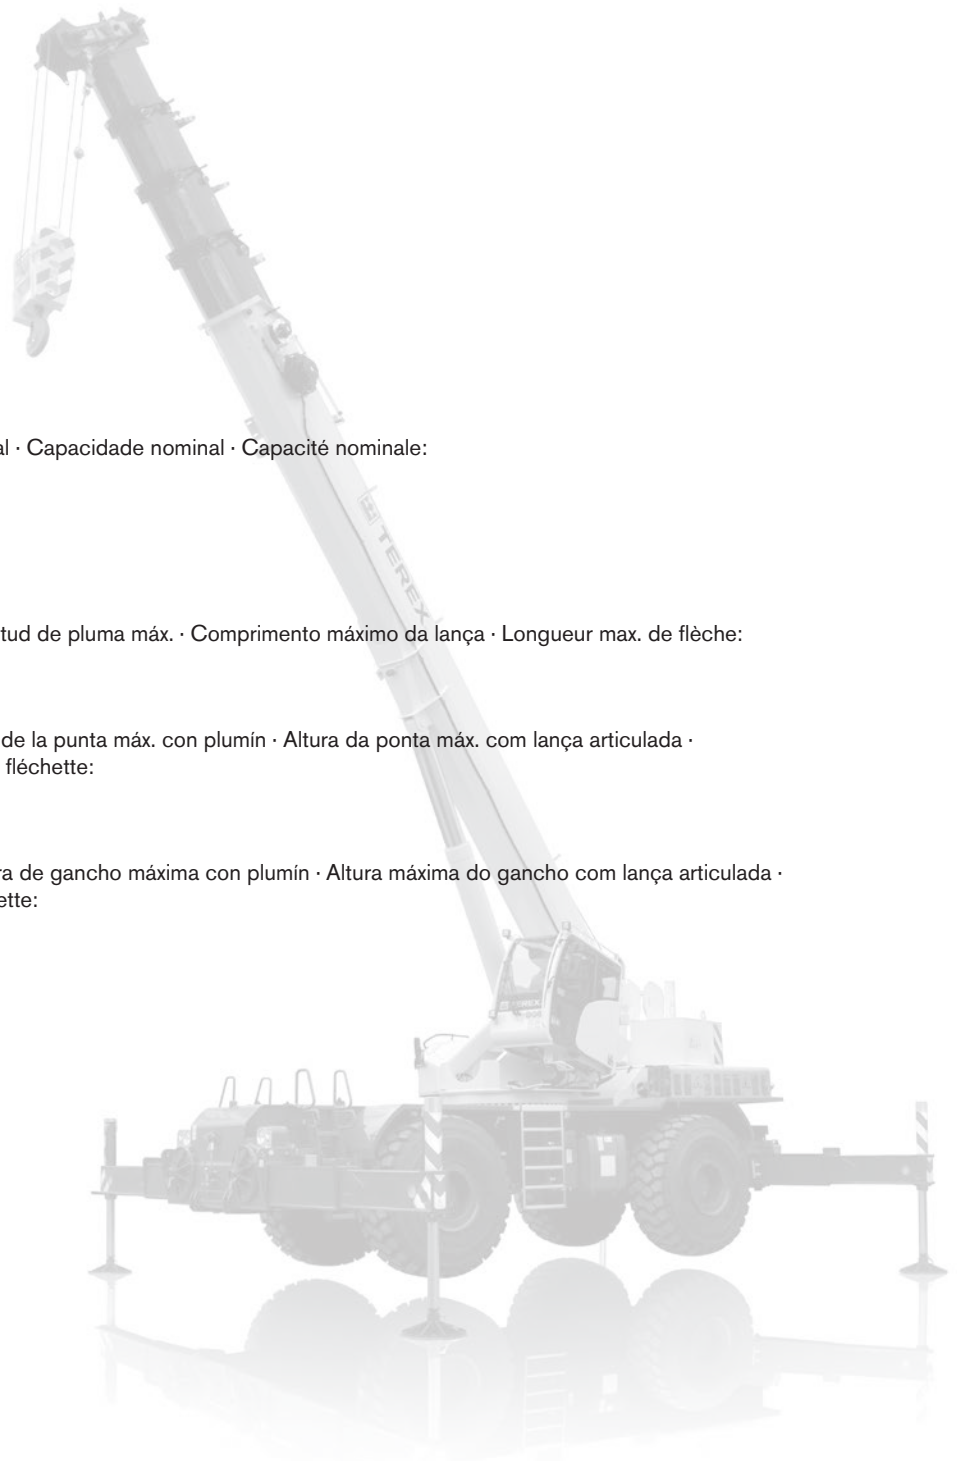 al · Capacidade nominal · Capacité nominale:
TEREX
tud de pluma máx. · Comprimento máximo da lança · Longueur max. de flèche:
de la punta máx. con plumín · Altura da ponta máx. com lança articulada ·
fléchette:
ra de gancho máxima con plumín · Altura máxima do gancho com lança articulada ·
ette:
TEREX